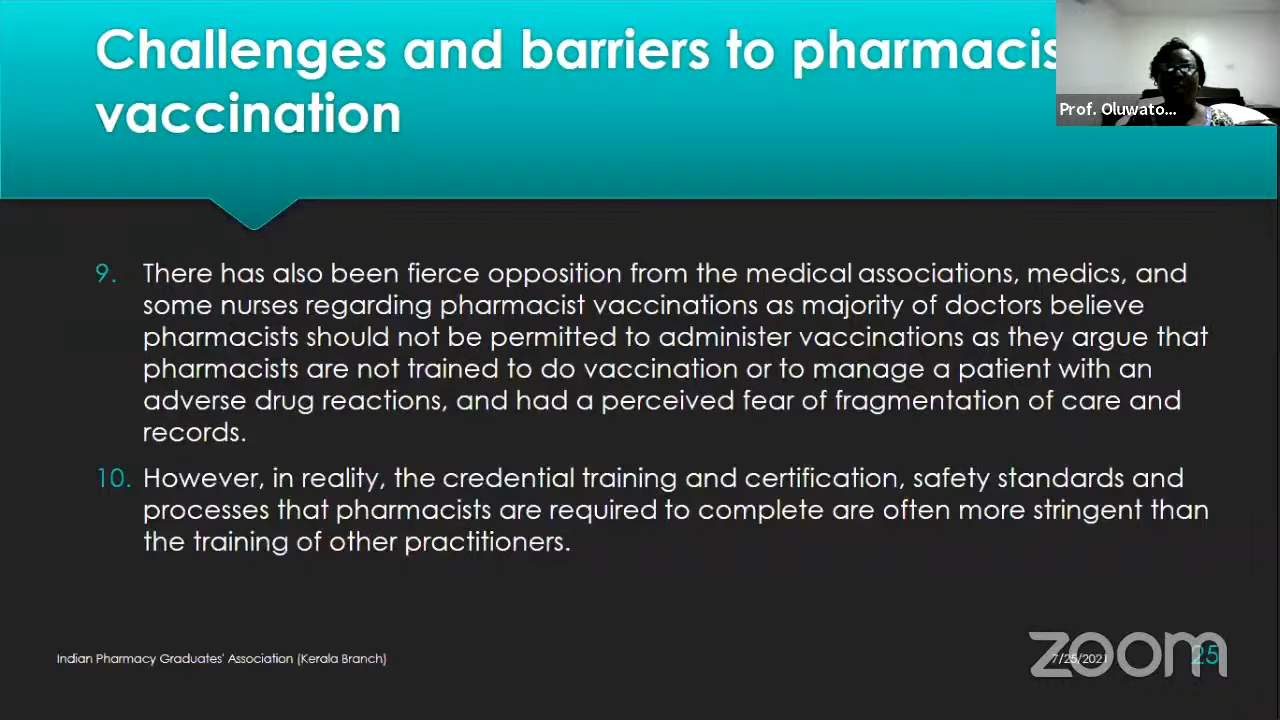 Challenges and barriers to pharmacis
vaccination
Prof. Oluwato...
9. There has also been fierce opposition from the medical associations, medics, and
some nurses regarding pharmacist vaccinations as majority of doctors believe
pharmacists should not be permitted to administer vaccinations as they argue that
pharmacists are not trained to do vaccination or to manage a patient with an
adverse drug reactions, and had a perceived fear of fragmentation of care and
records.
10. However, in reality, the credential training and certification, safety standards and
processes that pharmacists are required to complete are often more stringent than
the training of other practitioners.
Indian Pharmacy Graduates' Association (Kerala Branch)
7/25/2021
25
zoom